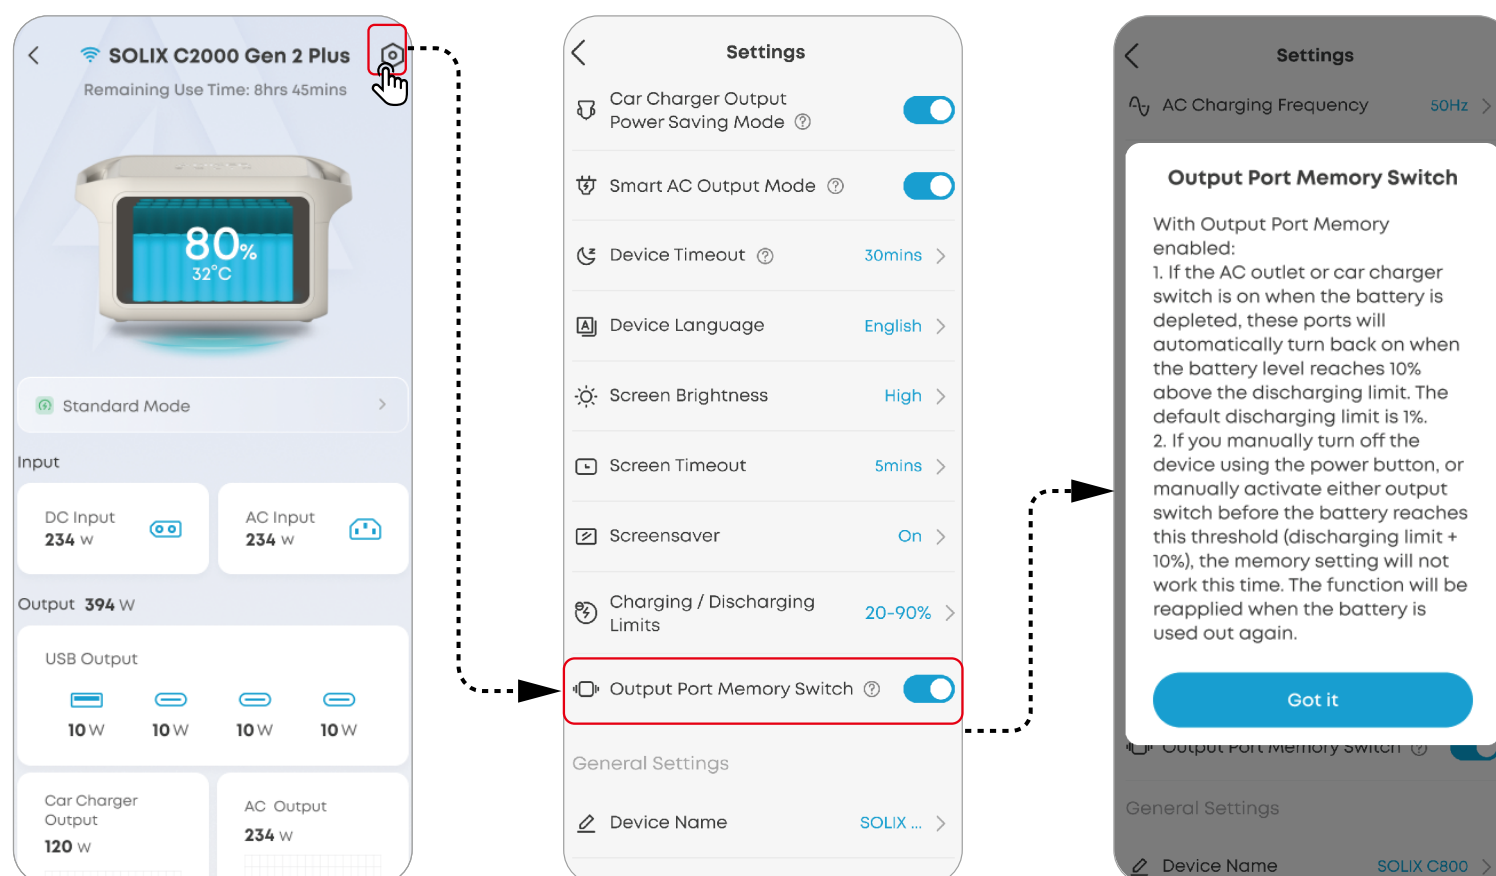 SOLIX C2000 Gen 2 Plus
Remaining Use Time: 8hrs 45mins
80%
32°C
Standard Mode
Input
DC Input
234 W
AC Input
234 W
Output 394 W
USB Output
10 W
10 W
10 W
10 W
Car Charger
Output
120 W
AC Output
234 W
Settings
Car Charger Output
Power Saving Mode ?
Smart AC Output Mode ?
Device Timeout ? 30mins
Device Language English
Screen Brightness High
Screen Timeout 5mins
Screensaver On
Charging / Discharging
Limits 20-90%
Output Port Memory Switch ?
General Settings
Device Name SOLIX ...
Settings
AC Charging Frequency 50Hz
Output Port Memory Switch
With Output Port Memory
enabled:
1. If the AC outlet or car charger
switch is on when the battery is
depleted, these ports will
automatically turn back on when
the battery level reaches 10%
above the discharging limit. The
default discharging limit is 1%.
2. If you manually turn off the
device using the power button, or
manually activate either output
switch before the battery reaches
this threshold (discharging limit +
10%), the memory setting will not
work this time. The function will be
reapplied when the battery is
used out again.
Got it
Output Port Memory Switch ?
General Settings
Device Name SOLIX C800